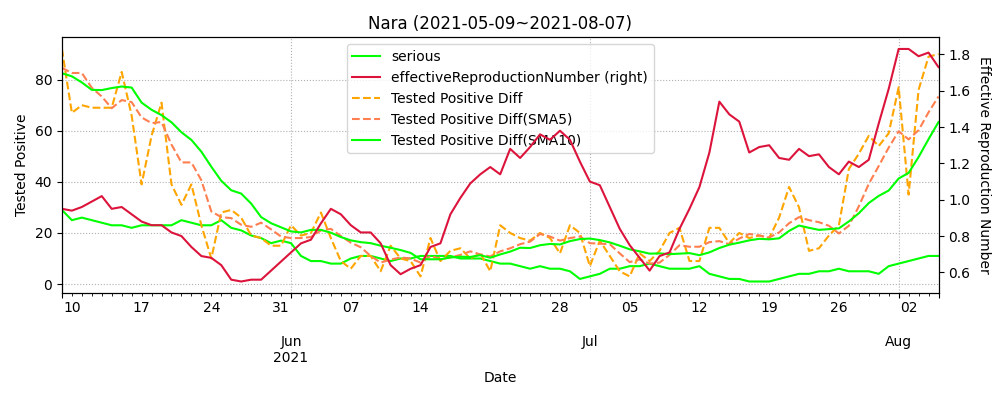 Nara (2021-05-09~2021-08-07)
serious
effectiveReproductionNumber (right)
Tested Positive Diff
Tested Positive Diff(SMA5)
Tested Positive Diff(SMA10)
Tested Positive
80
60
40
20
0
1.8
1.6
1.4
1.2
1.0
0.8
0.6
Effective Reproduction Number
10 17 24 07 14 21 28 05 12 19 26 02
Jun Jul Aug
2021
Date